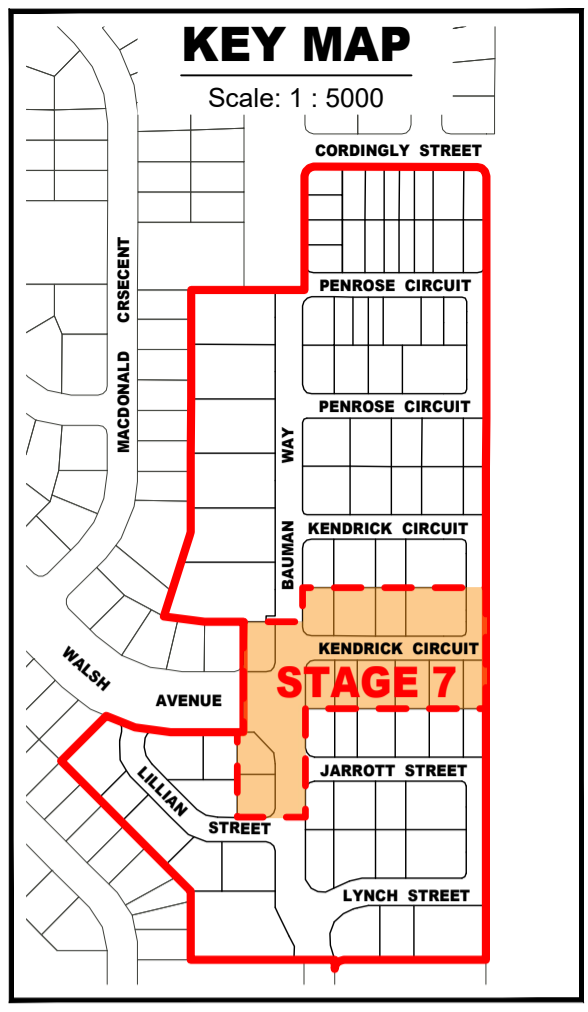 KEY MAP
Scale: 1 : 5000
CORDINGLY STREET
MACDONALD CRSECENT
PENROSE CIRCUIT
PENROSE CIRCUIT
BAUMAN WAY
KENDRICK CIRCUIT
KENDRICK CIRCUIT
WALSH AVENUE
STAGE 7
JARROTT STREET
LILLIAN STREET
LYNCH STREET